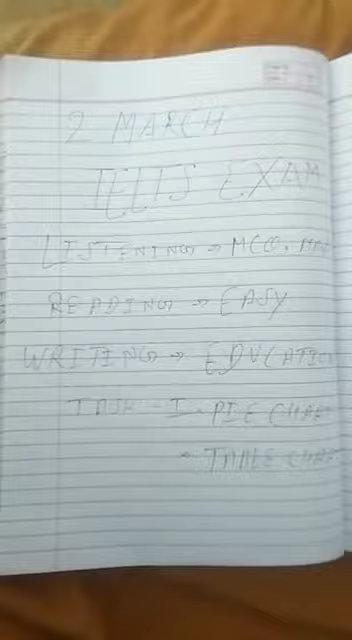 2 MARCH
IELTS EXAM
LISTENING → MCQ,
READING → EASY
WRITING → EDUCATION
TASK - I - PIE CHART
- TABLE CHART